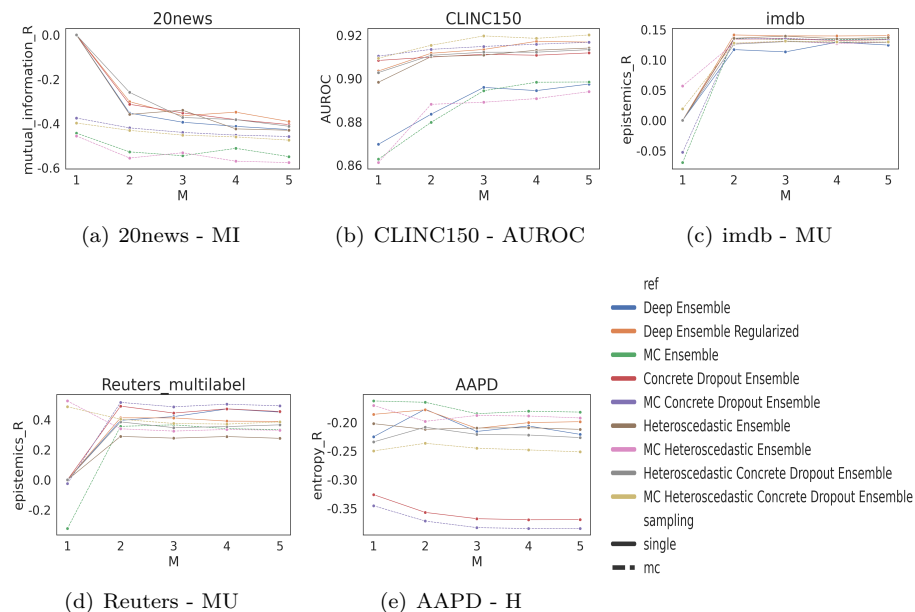 20news
mutual_information_R
0.0
-0.2
-0.4
-0.6
1 2 3 4 5
M
(a) 20news - MI
CLINC150
AUROC
0.92
0.90
0.88
0.86
1 2 3 4 5
M
(b) CLINC150 - AUROC
imdb
epistemics_R
0.15
0.10
0.05
0.00
-0.05
1 2 3 4 5
M
(c) imdb - MU
Reuters_multilabel
epistemics_R
0.4
0.2
0.0
-0.2
1 2 3 4 5
M
(d) Reuters - MU
AAPD
entropy_R
-0.20
-0.25
-0.30
-0.35
1 2 3 4 5
M
(e) AAPD - H
ref
Deep Ensemble
Deep Ensemble Regularized
MC Ensemble
Concrete Dropout Ensemble
MC Concrete Dropout Ensemble
Heteroscedastic Ensemble
MC Heteroscedastic Ensemble
Heteroscedastic Concrete Dropout Ensemble
MC Heteroscedastic Concrete Dropout Ensemble
sampling
single
mc